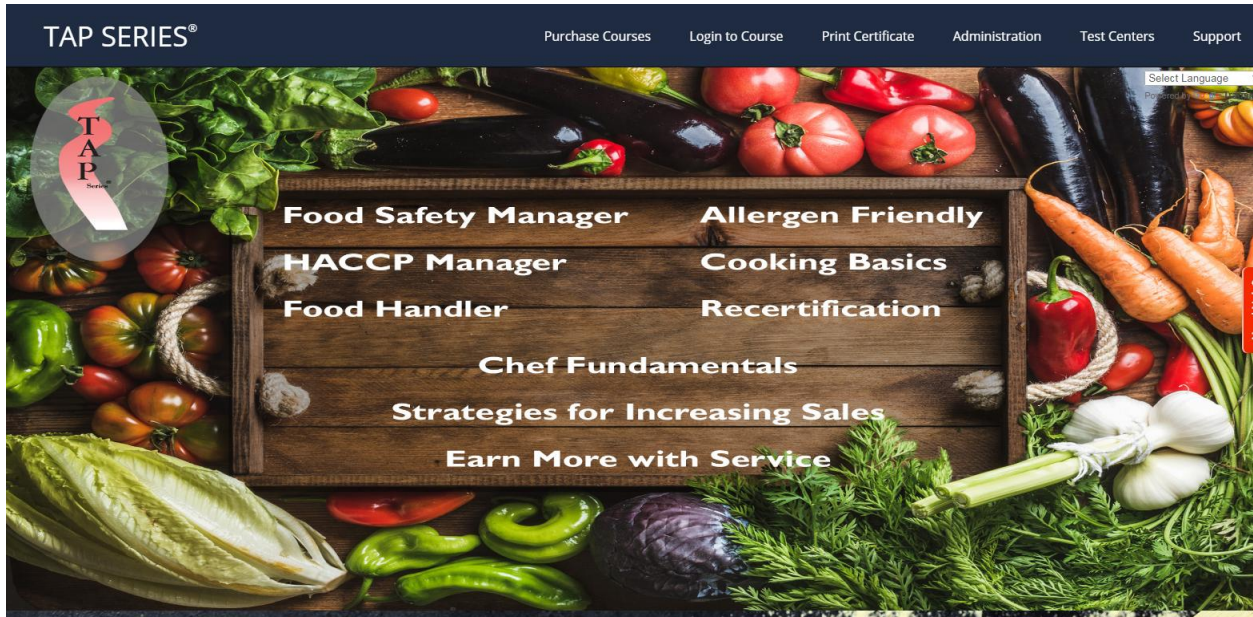 TAP SERIES®
Purchase Courses Login to Course Print Certificate Administration Test Centers Support
Select Language
Powered by
T
A
P
Series®
Food Safety Manager Allergen Friendly
HACCP Manager Cooking Basics
Food Handler Recertification
Chef Fundamentals
Strategies for Increasing Sales
Earn More with Service